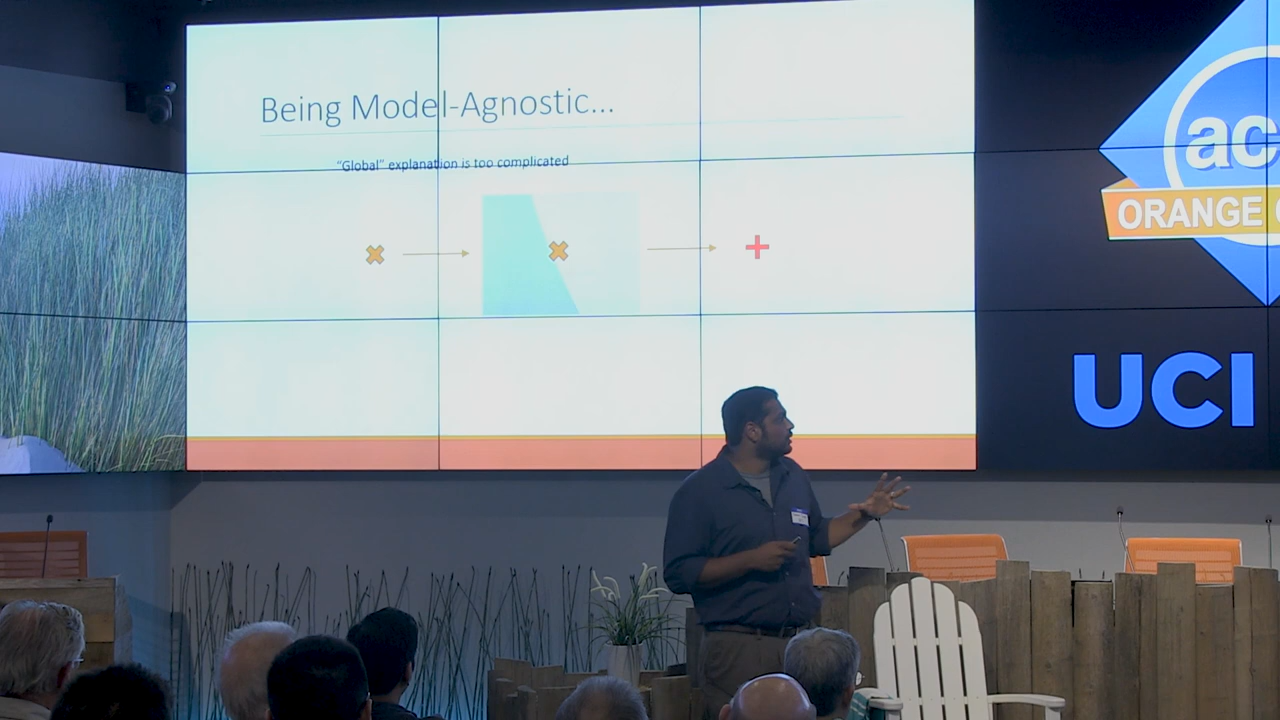 Being Model-Agnostic...
"Global" explanation is too complicated
ac
ORANGE
UCI